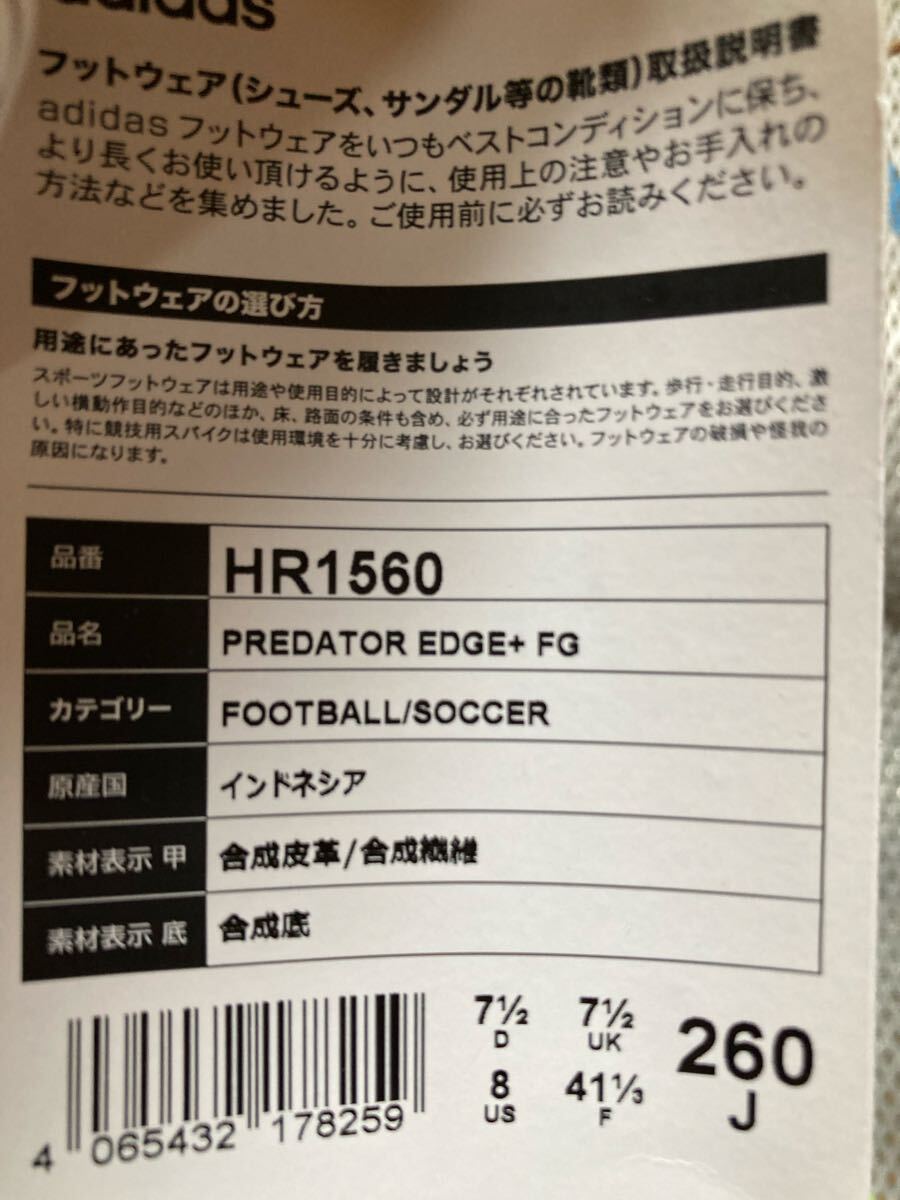 adidas
フットウェア(シューズ、サンダル等の靴類)取扱説明書
adidas フットウェアをいつもベストコンディションに保ち、
より長くお使い頂けるように、使用上の注意やお手入れの
方法などを集めました。ご使用前に必ずお読みください。
フットウェアの選び方
用途にあったフットウェアを履きましょう
スポーツフットウェアは用途や使用目的によって設計がそれぞれされています。歩行・走行目的、激
しい横動作目的などのほか、床、路面の条件も含め、必ず用途に合ったフットウェアをお選びくださ
い。特に競技用スパイクは使用環境を十分に考慮し、お選びください。フットウェアの破損や怪我の
原因になります。
品番 HR1560
品名 PREDATOR EDGE+ FG
カテゴリー FOOTBALL/SOCCER
原産国 インドネシア
素材表示 甲 合成皮革/合成繊維
素材表示 底 合成底
7½ 7½ 260
D UK J
8 41⅓
US F
4 065432 178259